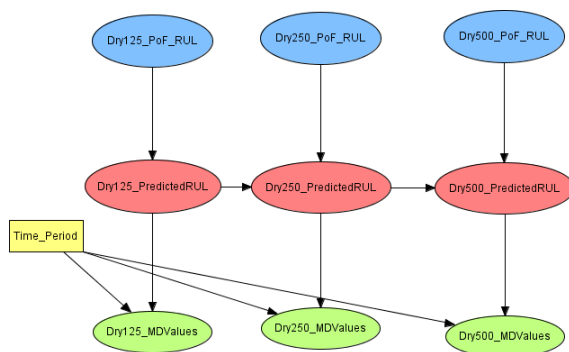 Dry125_PoF_RUL
Dry250_PoF_RUL
Dry500_PoF_RUL
Dry125_PredictedRUL
Dry250_PredictedRUL
Dry500_PredictedRUL
Time_Period
Dry125_MDValues
Dry250_MDValues
Dry500_MDValues